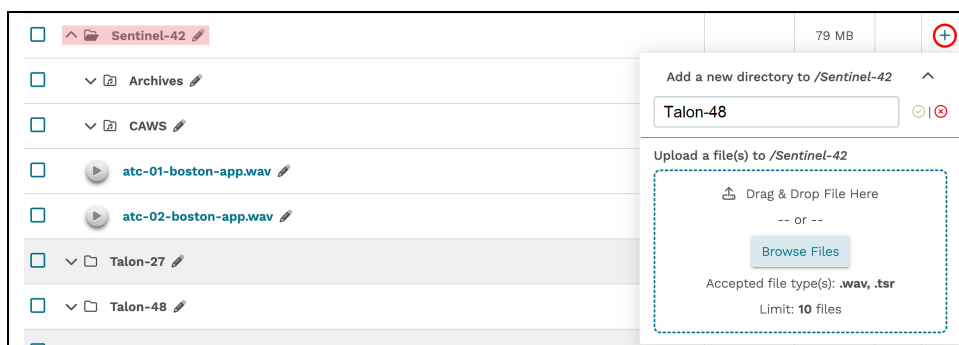 Sentinel-42 79 MB
Archives
Add a new directory to /Sentinel-42
Talon-48
CAWS
Upload a file(s) to /Sentinel-42
atc-01-boston-app.wav
Drag & Drop File Here
-- or --
atc-02-boston-app.wav
Browse Files
Talon-27
Accepted file type(s): .wav, .tsr
Talon-48
Limit: 10 files